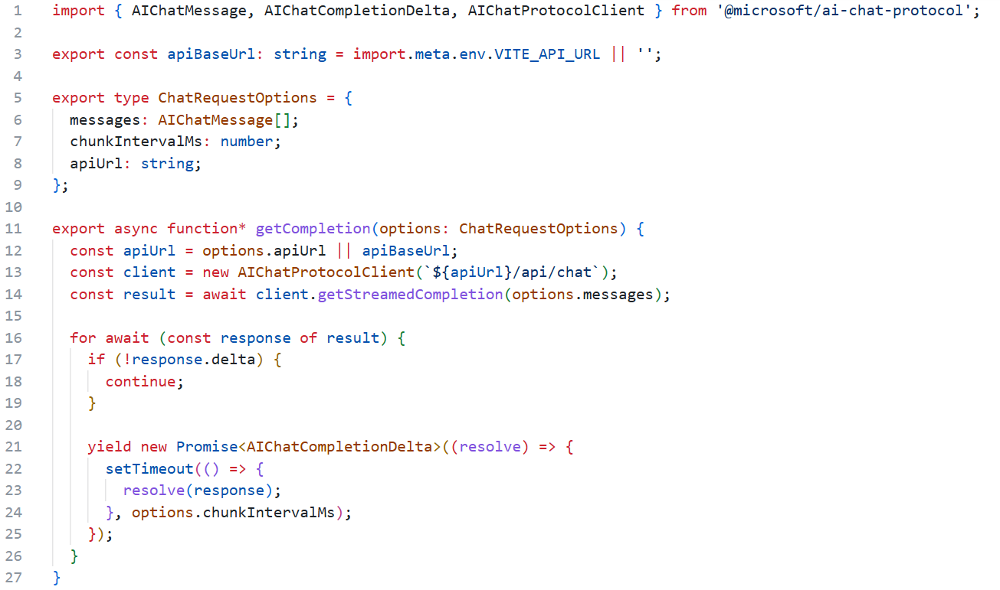 1 import { AIChatMessage, AIChatCompletionDelta, AIChatProtocolClient } from '@microsoft/ai-chat-protocol';
2
3 export const apiBaseUrl: string = import.meta.env.VITE_API_URL || '';
4
5 export type ChatRequestOptions = {
6   messages: AIChatMessage[];
7   chunkIntervalMs: number;
8   apiUrl: string;
9 };
10
11 export async function* getCompletion(options: ChatRequestOptions) {
12   const apiUrl = options.apiUrl || apiBaseUrl;
13   const client = new AIChatProtocolClient(`${apiUrl}/api/chat`);
14   const result = await client.getStreamedCompletion(options.messages);
15
16   for await (const response of result) {
17     if (!response.delta) {
18       continue;
19     }
20
21     yield new Promise<AIChatCompletionDelta>((resolve) => {
22       setTimeout(() => {
23         resolve(response);
24       }, options.chunkIntervalMs);
25     });
26   }
27 }